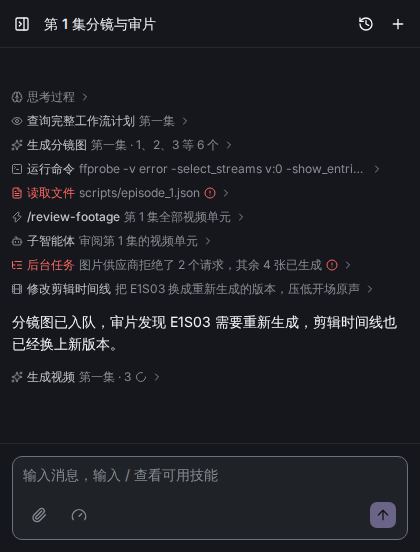 第 1 集分镜与审片
思考过程
查询完整工作流计划 第一集
生成分镜图 第一集 · 1、2、3 等 6 个
运行命令 ffprobe -v error -select_streams v:0 -show_entri...
读取文件 scripts/episode_1.json
/review-footage 第 1 集全部视频单元
子智能体 审阅第 1 集的视频单元
后台任务 图片供应商拒绝了 2 个请求，其余 4 张已生成
修改剪辑时间线 把 E1S03 换成重新生成的版本，压低开场原声
分镜图已入队，审片发现 E1S03 需要重新生成，剪辑时间线也
已经换上新版本。
生成视频 第一集 · 3
输入消息，输入 / 查看可用技能